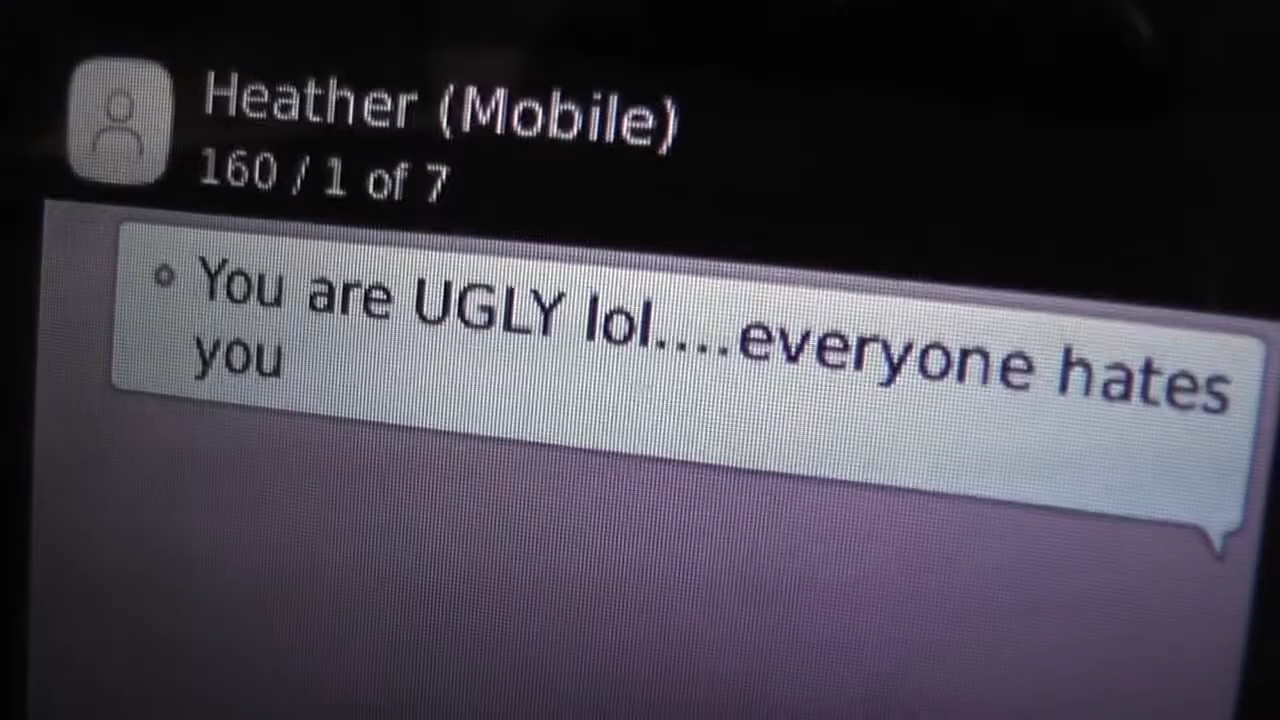 Heather (Mobile)
160 / 1 of 7
You are UGLY lol....everyone hates
you